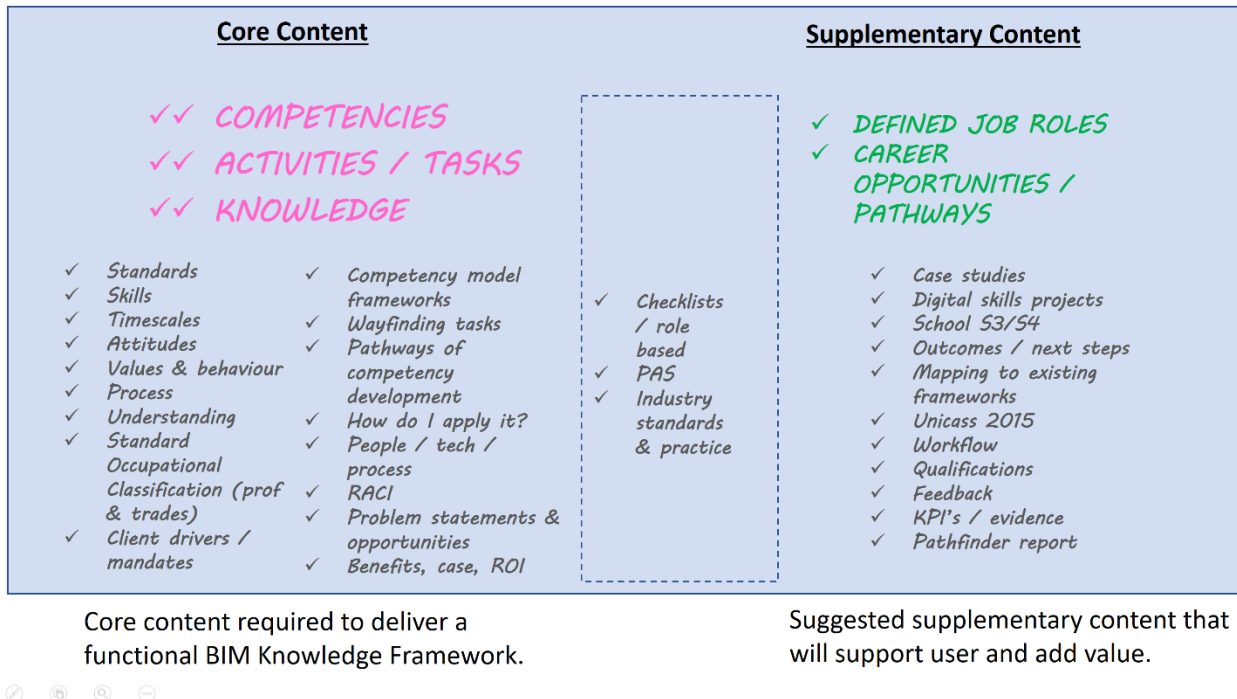 Core Content
COMPETENCIES
ACTIVITIES / TASKS
KNOWLEDGE
Standards
Skills
Timescales
Attitudes
Values & behaviour
Process
Understanding
Standard
Occupational
Classification (prof
& trades)
Client drivers /
mandates
Competency model
frameworks
Wayfinding tasks
Pathways of
competency
development
How do I apply it?
People / tech /
process
RACI
Problem statements &
opportunities
Benefits, case, ROI
Checklists
/ role
based
PAS
Industry
standards
& practice
Supplementary Content
DEFINED JOB ROLES
CAREER
OPPORTUNITIES /
PATHWAYS
Case studies
Digital skills projects
School S3/S4
Outcomes / next steps
Mapping to existing
frameworks
Unicass 2015
Workflow
Qualifications
Feedback
KPI's / evidence
Pathfinder report
Core content required to deliver a
functional BIM Knowledge Framework.
Suggested supplementary content that
will support user and add value.